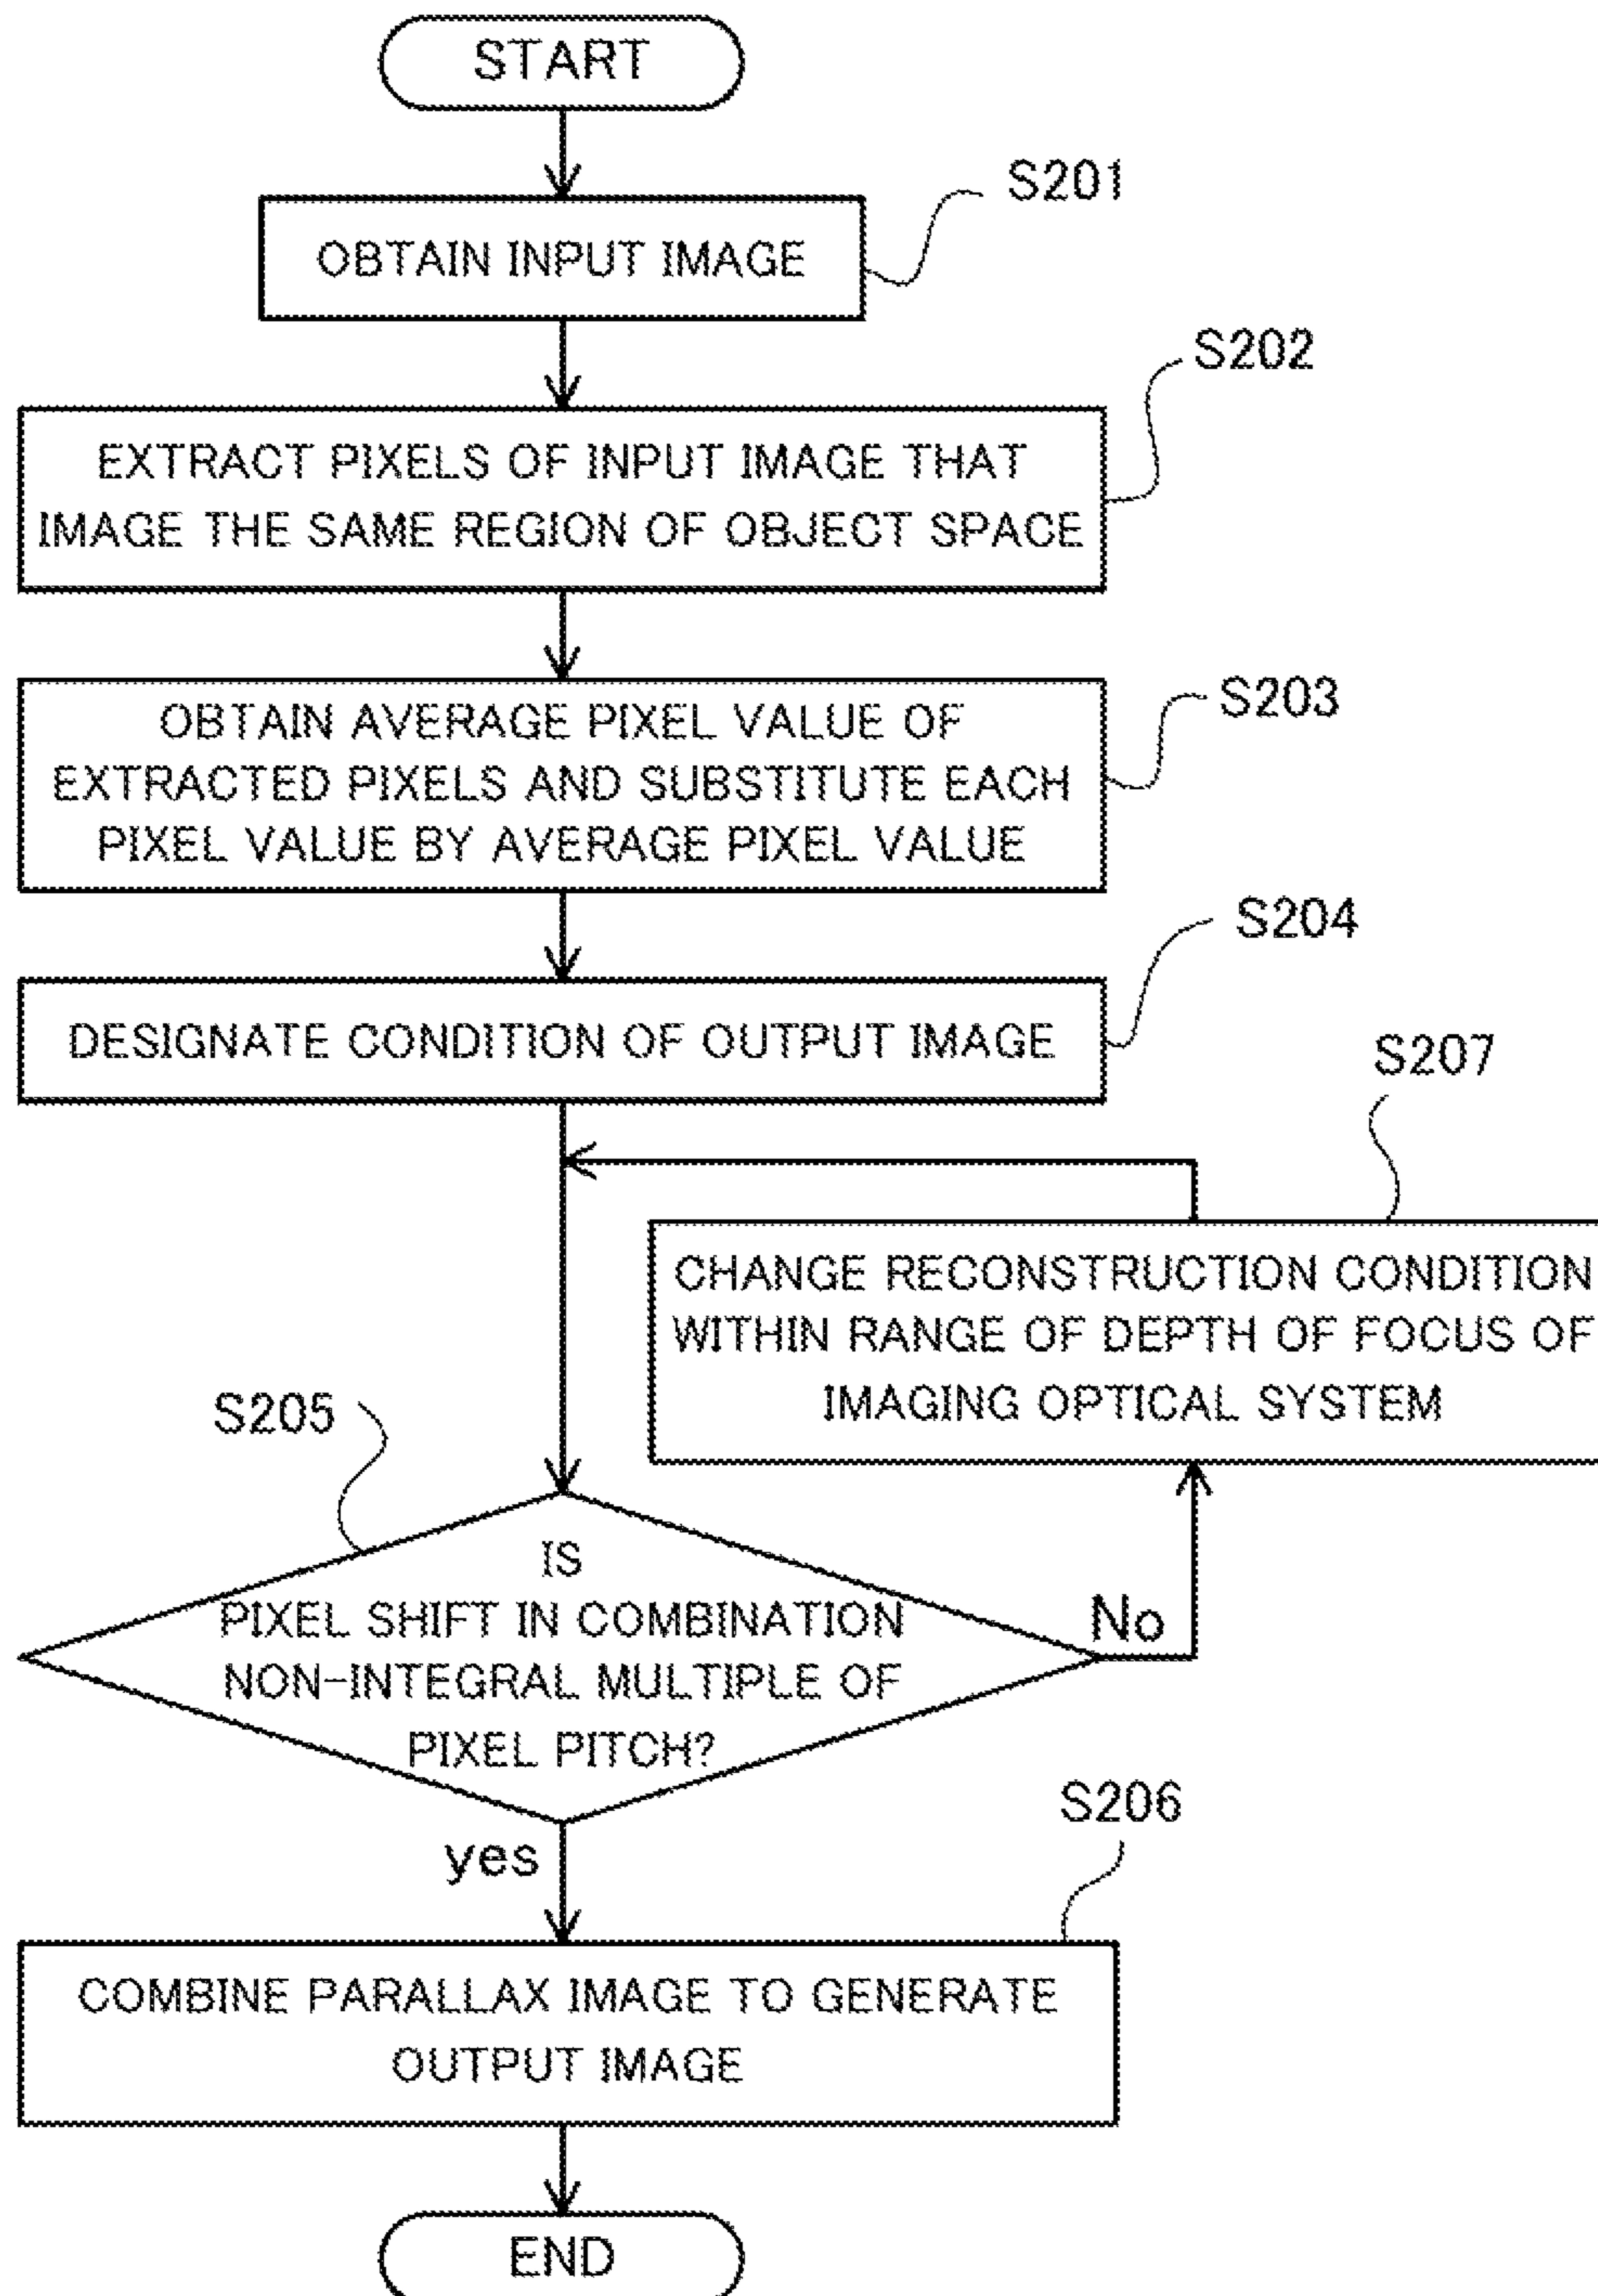 START
S201
OBTAIN INPUT IMAGE
S202
EXTRACT PIXELS OF INPUT IMAGE THAT
IMAGE THE SAME REGION OF OBJECT SPACE
S203
OBTAIN AVERAGE PIXEL VALUE OF
EXTRACTED PIXELS AND SUBSTITUTE EACH
PIXEL VALUE BY AVERAGE PIXEL VALUE
S204
DESIGNATE CONDITION OF OUTPUT IMAGE
S207
CHANGE RECONSTRUCTION CONDITION
WITHIN RANGE OF DEPTH OF FOCUS OF
IMAGING OPTICAL SYSTEM
S205
IS
PIXEL SHIFT IN COMBINATION
NON-INTEGRAL MULTIPLE OF
PIXEL PITCH?
No
yes
S206
COMBINE PARALLAX IMAGE TO GENERATE
OUTPUT IMAGE
END